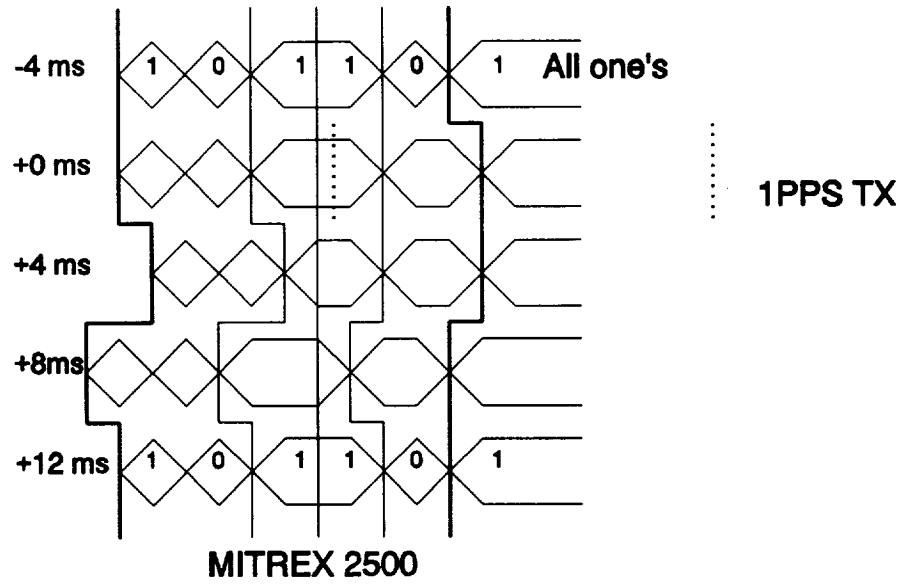 -4 ms 1 0 1 1 0 1 All one's
+0 ms
1PPS TX
+4 ms
+8ms
+12 ms 1 0 1 1 0 1
MITREX 2500